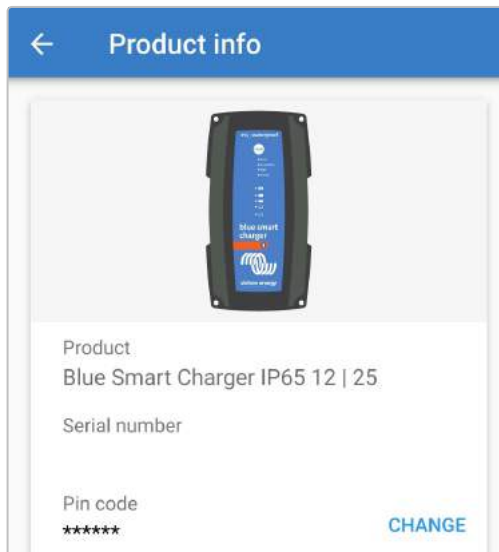 Product info
blue smart
charger
victron energy
Product
Blue Smart Charger IP65 12 | 25
Serial number
Pin code
******
CHANGE